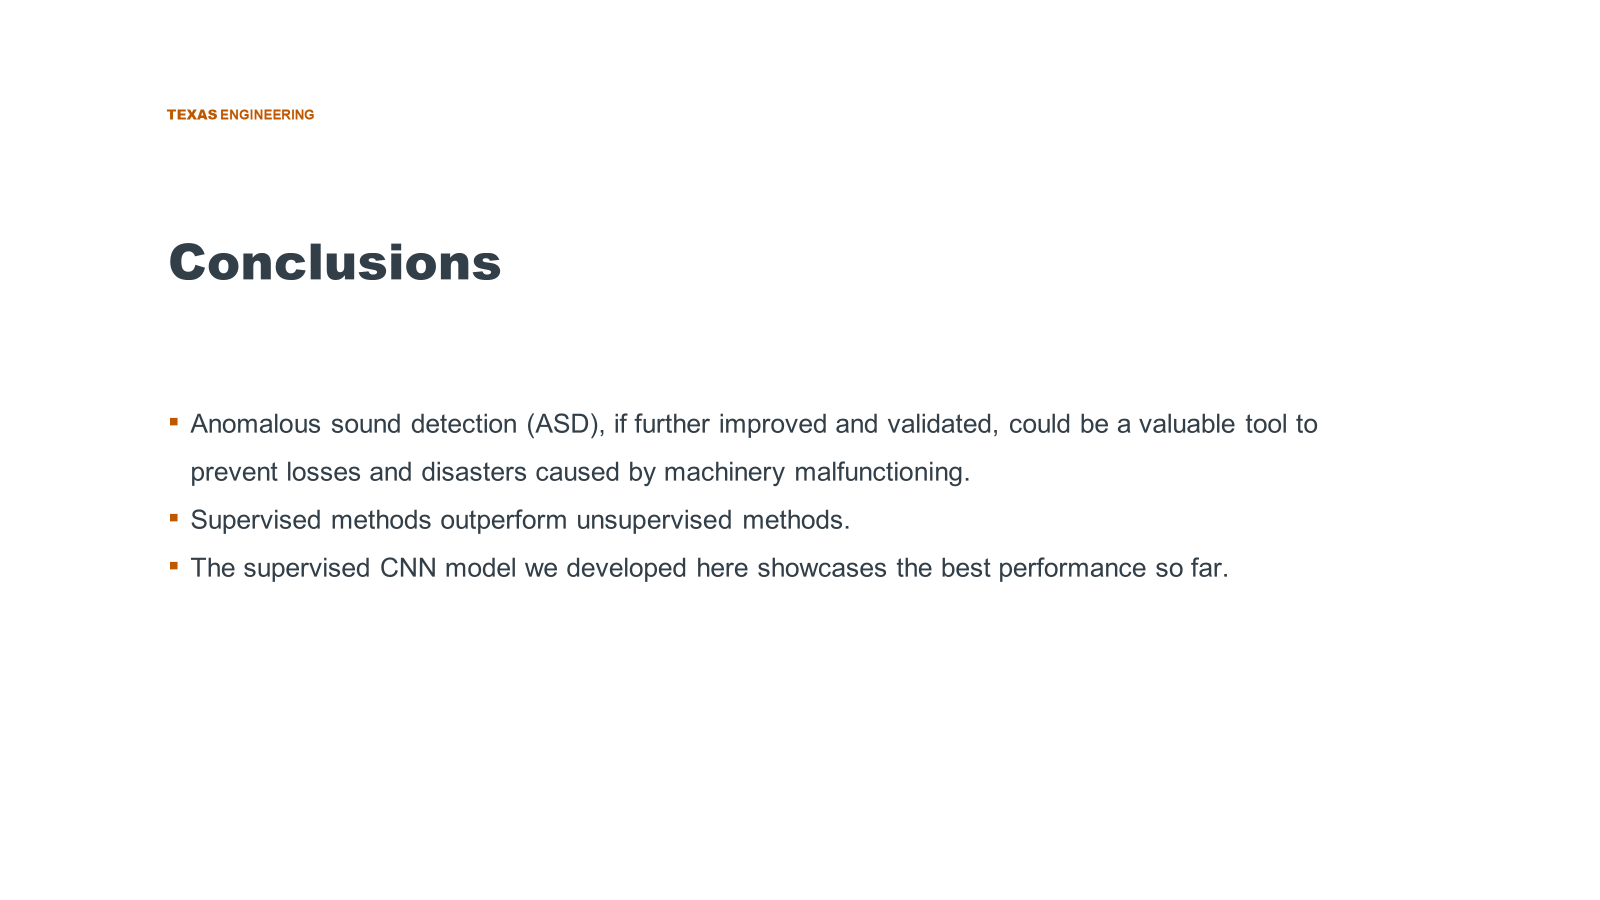 TEXAS ENGINEERING
Conclusions
▪ Anomalous sound detection (ASD), if further improved and validated, could be a valuable tool to
prevent losses and disasters caused by machinery malfunctioning.
▪ Supervised methods outperform unsupervised methods.
▪ The supervised CNN model we developed here showcases the best performance so far.